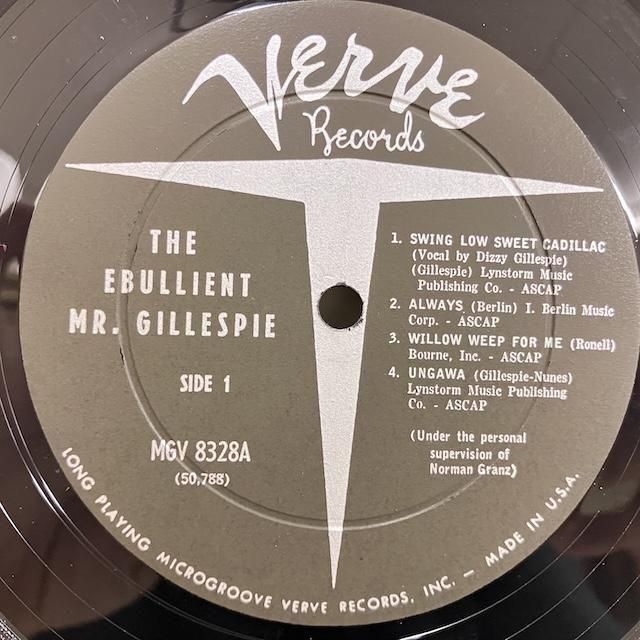 Verve
Records
THE
EBULLIENT
MR. GILLESPIE
SIDE 1
MGV 8328A
(50,788)
1. SWING LOW SWEET CADILLAC
(Vocal by Dizzy Gillespie)
(Gillespie) Lynstorm Music
Publishing Co. - ASCAP
2. ALWAYS (Berlin) I. Berlin Music
Corp. - ASCAP
3. WILLOW WEEP FOR ME (Ronell)
Bourne, Inc. - ASCAP
4. UNGAWA (Gillespie-Nunes)
Lynstorm Music Publishing
Co. - ASCAP
(Under the personal
supervision of
Norman Granz)
LONG PLAYING MICROGROOVE VERVE RECORDS, INC. — MADE IN U.S.A.